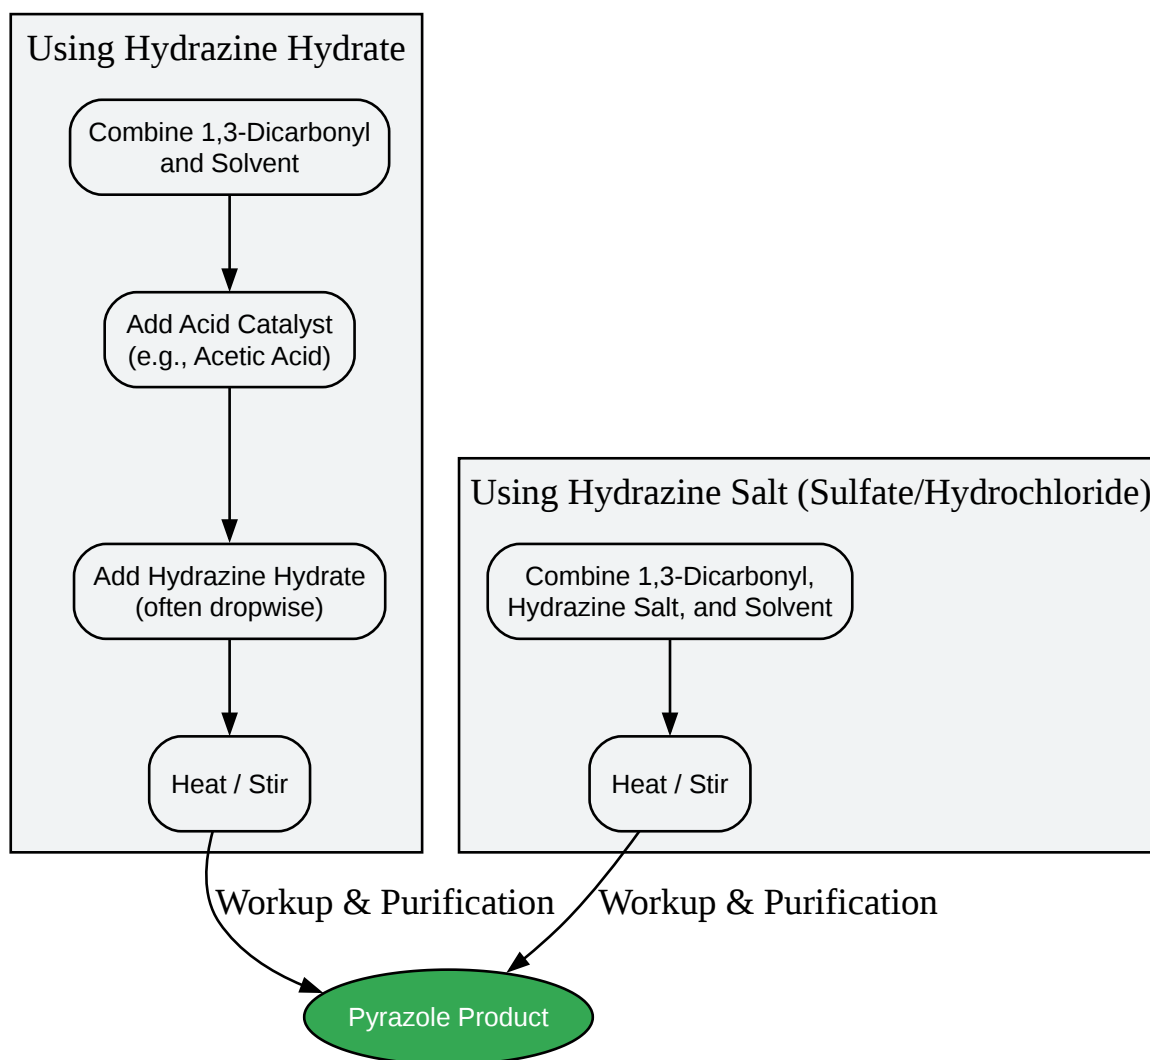 Using Hydrazine Hydrate
Combine 1,3-Dicarbonyl
and Solvent
Add Acid Catalyst
(e.g., Acetic Acid)
Add Hydrazine Hydrate
(often dropwise)
Heat / Stir
Using Hydrazine Salt (Sulfate/Hydrochloride)
Combine 1,3-Dicarbonyl,
Hydrazine Salt, and Solvent
Heat / Stir
Workup & Purification
Workup & Purification
Pyrazole Product